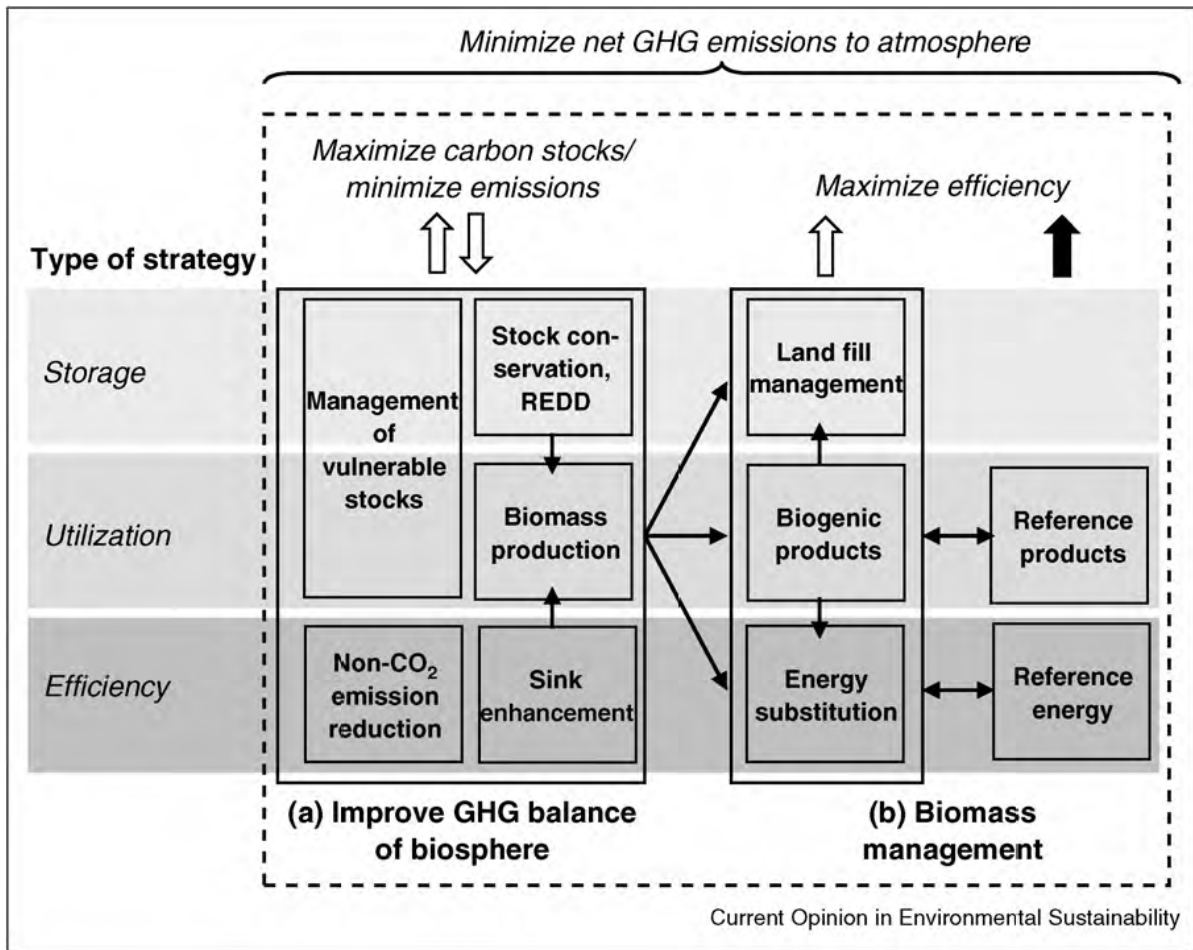 Minimize net GHG emissions to atmosphere
Maximize carbon stocks/
minimize emissions
Maximize efficiency
Type of strategy
Storage
Management
of
vulnerable
stocks
Stock con-
servation,
REDD
Land fill
management
Utilization
Biomass
production
Biogenic
products
Reference
products
Efficiency
Non-CO₂
emission
reduction
Sink
enhancement
Energy
substitution
Reference
energy
(a) Improve GHG balance
of biosphere
(b) Biomass
management
Current Opinion in Environmental Sustainability